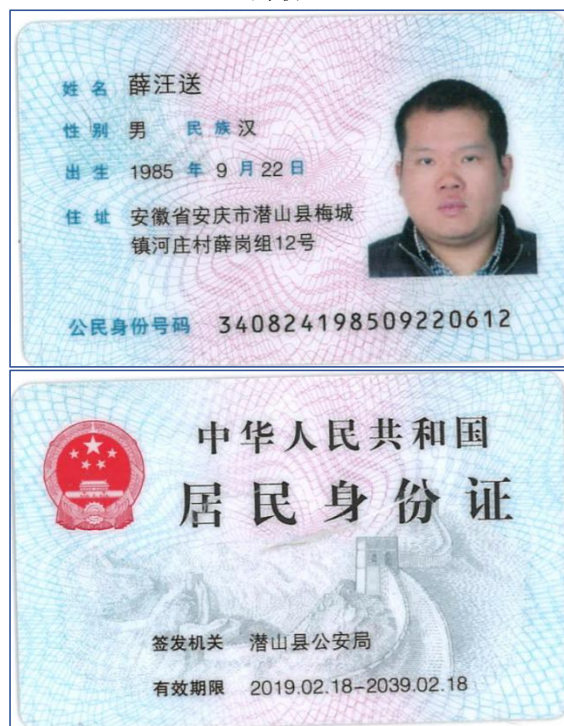 姓名 薛汪送
性别 男 民族 汉
出生 1985 年 9 月 22 日
住址 安徽省安庆市潜山县梅城
镇河庄村薛岗组12号
公民身份号码 340824198509220612
中华人民共和国
居民身份证
签发机关 潜山县公安局
有效期限 2019.02.18-2039.02.18